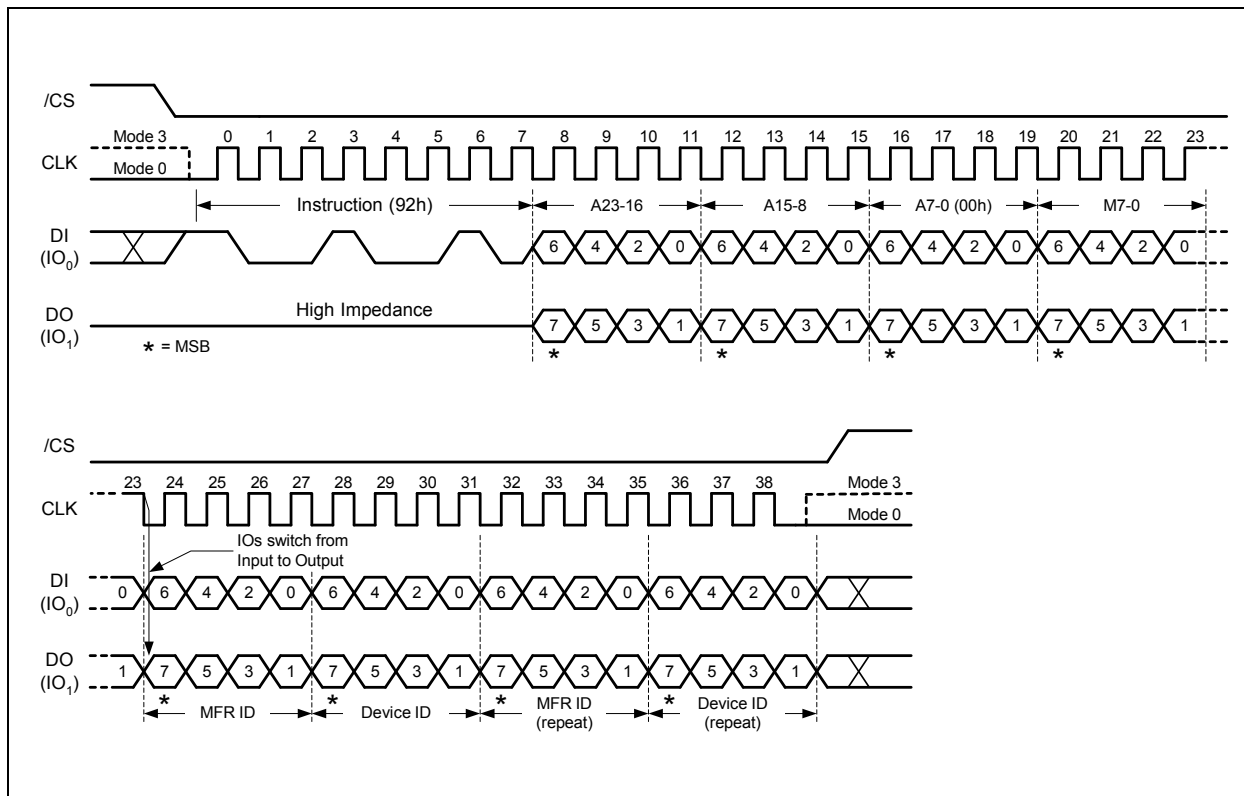 /CS
Mode 3 0 1 2 3 4 5 6 7 8 9 10 11 12 13 14 15 16 17 18 19 20 21 22 23
CLK Mode 0
Instruction (92h) A23-16 A15-8 A7-0 (00h) M7-0
DI
(IO0) 6 4 2 0 6 4 2 0 6 4 2 0 6 4 2 0
High Impedance
DO
(IO1) 7 5 3 1 7 5 3 1 7 5 3 1 7 5 3 1
* = MSB * * * *
/CS
23 24 25 26 27 28 29 30 31 32 33 34 35 36 37 38 Mode 3
CLK Mode 0
IOs switch from
Input to Output
DI
(IO0) 0 6 4 2 0 6 4 2 0 6 4 2 0 6 4 2 0
DO
(IO1) 1 7 5 3 1 7 5 3 1 7 5 3 1 7 5 3 1
* * * *
MFR ID Device ID MFR ID
(repeat) Device ID
(repeat)